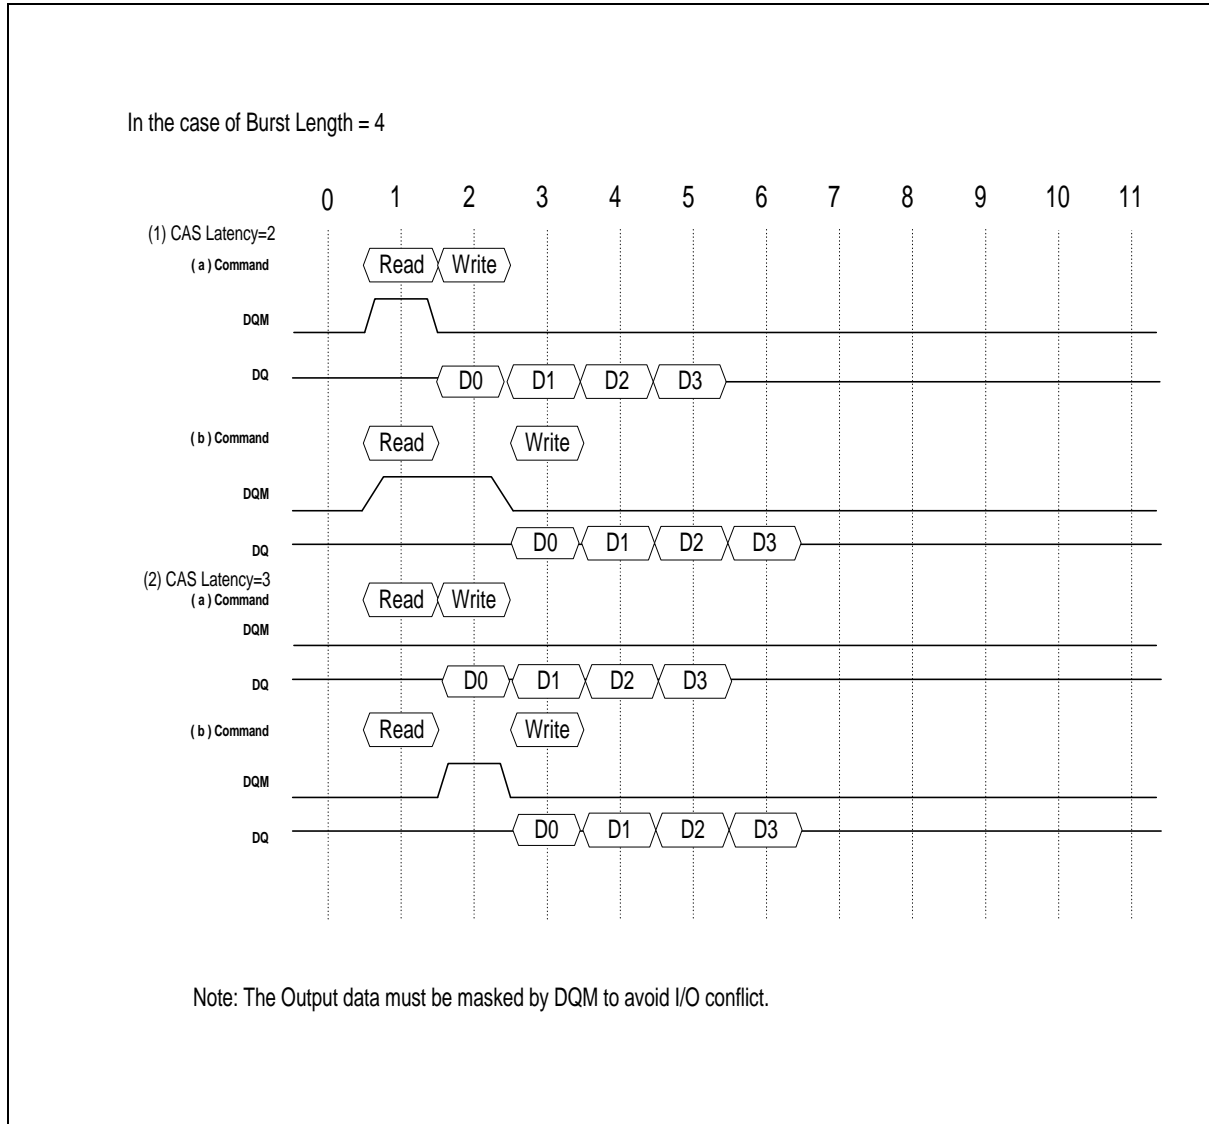 In the case of Burst Length = 4
0 1 2 3 4 5 6 7 8 9 10 11
(1) CAS Latency=2
( a ) Command Read Write
DQM
DQ D0 D1 D2 D3
( b ) Command Read Write
DQM
DQ D0 D1 D2 D3
(2) CAS Latency=3
( a ) Command Read Write
DQM
DQ D0 D1 D2 D3
( b ) Command Read Write
DQM
DQ D0 D1 D2 D3
Note: The Output data must be masked by DQM to avoid I/O conflict.